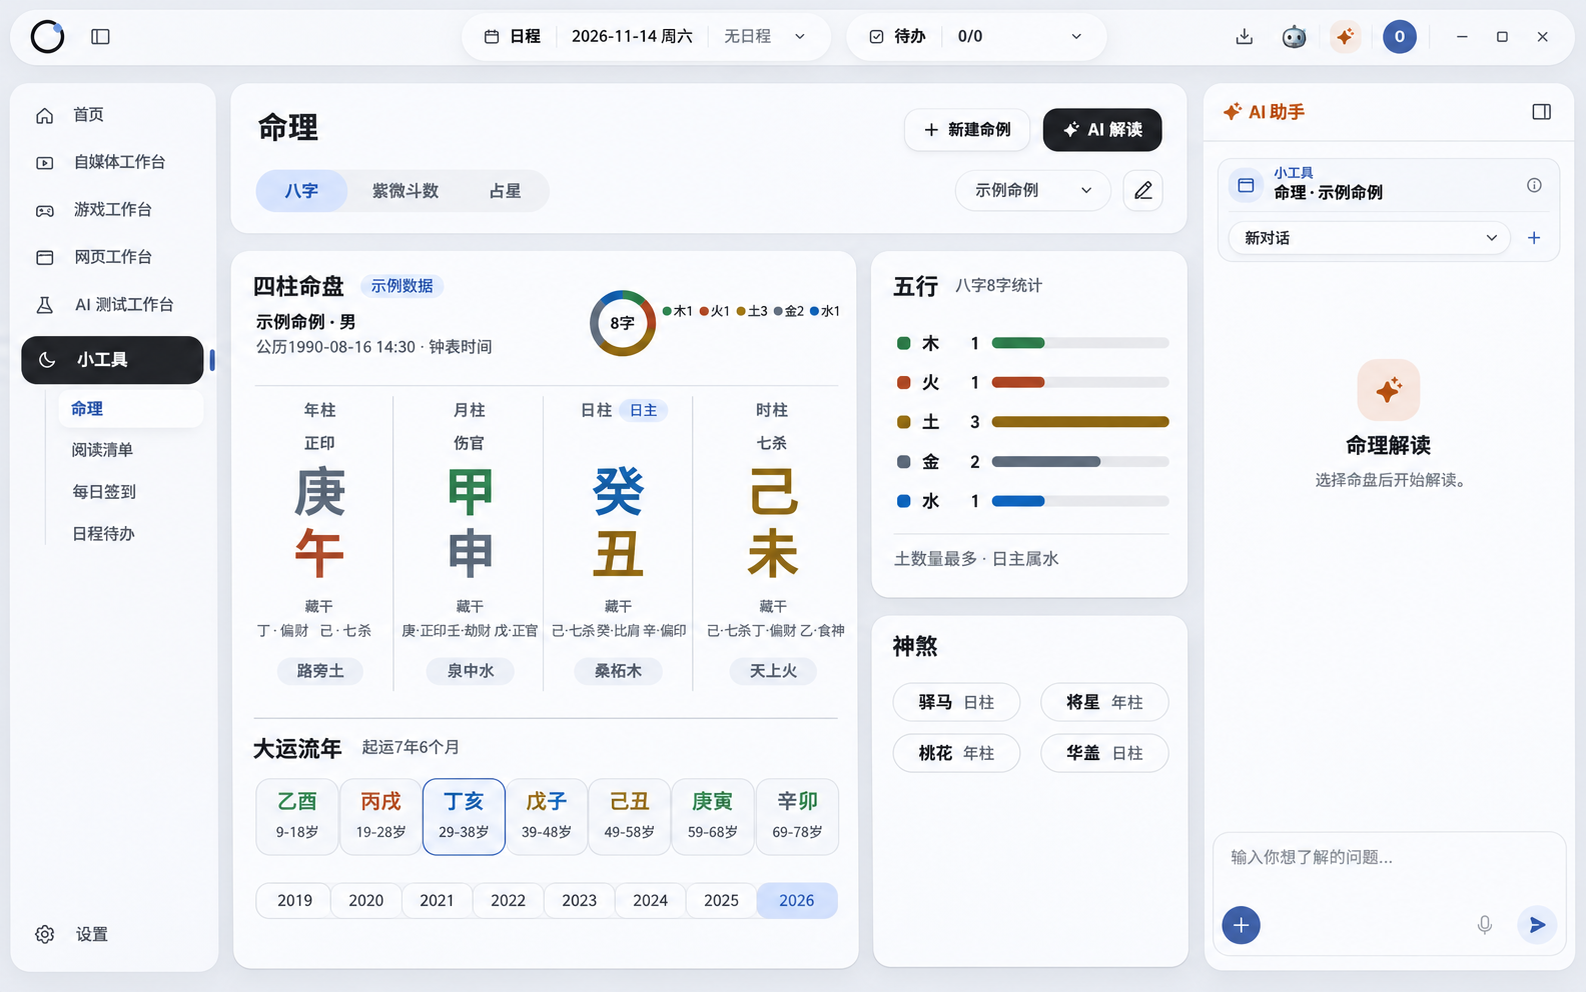 日程 2026-11-14 周六 无日程
待办 0/0
O
首页
自媒体工作台
游戏工作台
网页工作台
AI 测试工作台
小工具
命理
阅读清单
每日签到
日程待办
设置
命理
新建命例
AI 解读
八字 紫微斗数 占星
示例命例
四柱命盘 示例数据
示例命例 · 男
公历1990-08-16 14:30 · 钟表时间
8字
木1 火1 土3 金2 水1
年柱 月柱 日柱 日主 时柱
正印 伤官 七杀
庚 甲 癸 己
午 申 丑 未
藏干 藏干 藏干 藏干
丁·偏财 己·七杀 庚·正印 壬·劫财 戊·正官 己·七杀 癸·比肩 辛·偏印 己·七杀 丁·偏财 乙·食神
路旁土 泉中水 桑柘木 天上火
大运流年 起运7年6个月
乙酉 丙戌 丁亥 戊子 己丑 庚寅 辛卯
9-18岁 19-28岁 29-38岁 39-48岁 49-58岁 59-68岁 69-78岁
2019 2020 2021 2022 2023 2024 2025 2026
五行 八字8字统计
木 1
火 1
土 3
金 2
水 1
土数量最多 · 日主属水
神煞
驿马 日柱 将星 年柱
桃花 年柱 华盖 日柱
AI 助手
小工具
命理 · 示例命例
新对话
命理解读
选择命盘后开始解读。
输入你想了解的问题...